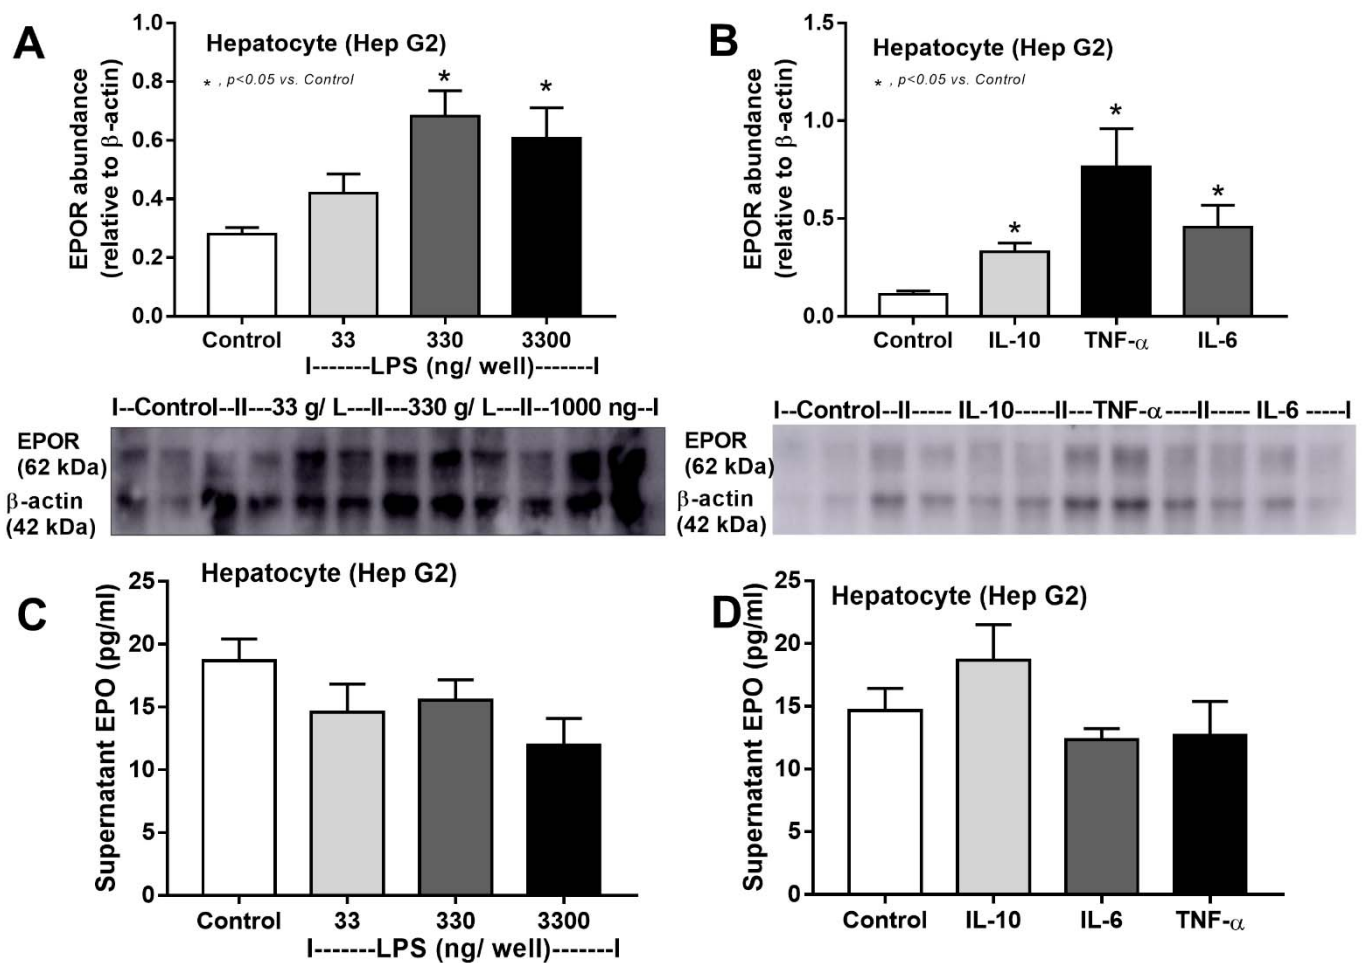 A
EPOR abundance
(relative to β-actin)
1.0
0.8
0.6
0.4
0.2
0.0
Hepatocyte (Hep G2)
* , p<0.05 vs. Control
*
*
Control 33 330 3300
I-------LPS (ng/ well)-------I
I--Control--II---33 g/ L---II---330 g/ L---II--1000 ng--I
EPOR
(62 kDa)
β-actin
(42 kDa)
B
EPOR abundance
(relative to β-actin)
1.5
1.0
0.5
0.0
Hepatocyte (Hep G2)
* , p<0.05 vs. Control
*
*
*
Control IL-10 TNF-α IL-6
I--Control--II----- IL-10-----II---TNF-α----II----- IL-6 -----I
EPOR
(62 kDa)
β-actin
(42 kDa)
C
Supernatant EPO (pg/ml)
25
20
15
10
5
0
Hepatocyte (Hep G2)
Control 33 330 3300
I-------LPS (ng/ well)-------I
D
Supernatant EPO (pg/ml)
25
20
15
10
5
0
Hepatocyte (Hep G2)
Control IL-10 IL-6 TNF-α